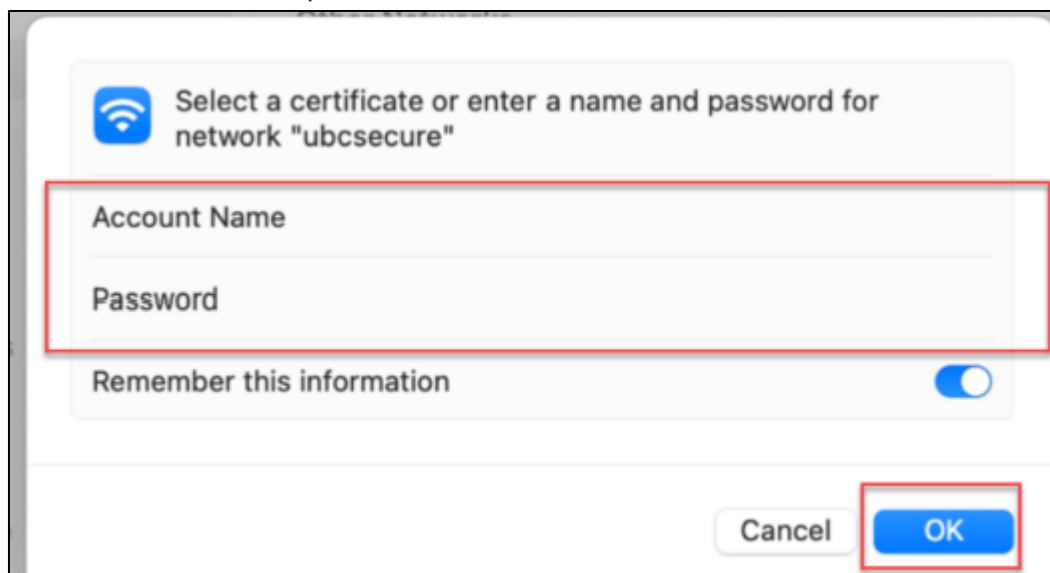 Select a certificate or enter a name and password for
network "ubcsecure"
Account Name
Password
Remember this information
Cancel
OK